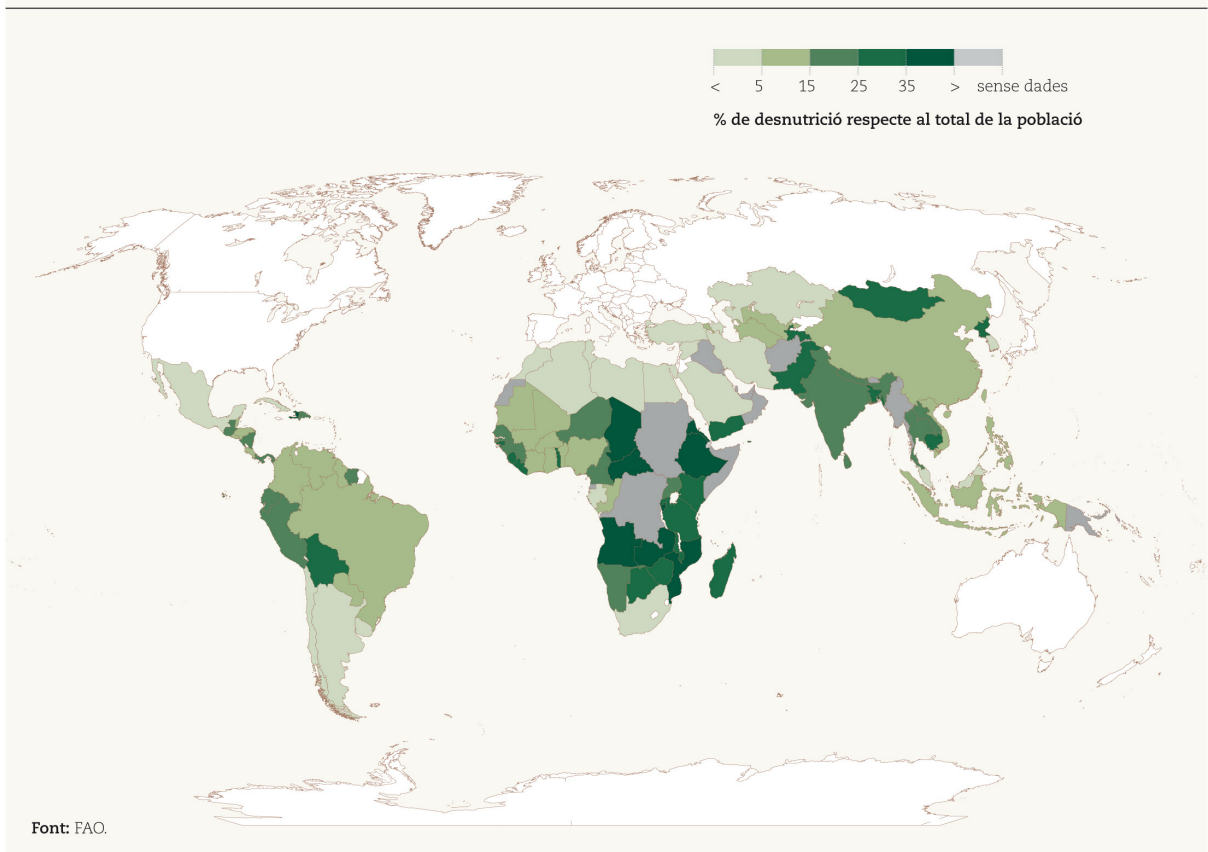 < 5 15 25 35 > sense dades
% de desnutrició respecte al total de la població
Font: FAO.